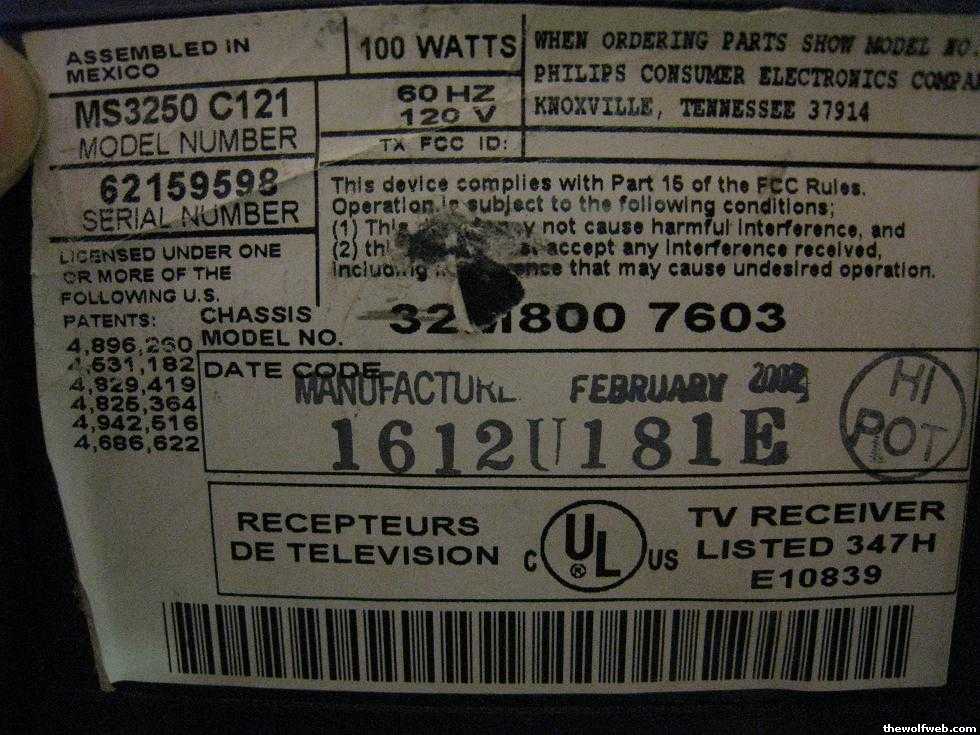 ASSEMBLED IN
MEXICO
100 WATTS
WHEN ORDERING PARTS SHOW MODEL NO
PHILIPS CONSUMER ELECTRONICS COMPA
KNOXVILLE, TENNESSEE 37914
MS3250 C121
MODEL NUMBER
60 HZ
120 V
TX FCC ID:
62159598
SERIAL NUMBER
This device complies with Part 15 of the FCC Rules.
Operation is subject to the following conditions;
(1) This not cause harmful interference, and
(2) accept any interference received,
including that may cause undesired operation.
LICENSED UNDER ONE
OR MORE OF THE
FOLLOWING U.S.
PATENTS:
4,896,260
4,631,182
4,829,419
4,825,364
4,942,516
4,686,622
CHASSIS
MODEL NO.
7603
DATE CODE
MANUFACTURE FEBRUARY 2002
1612U181E
HI
POT
RECEPTEURS
DE TELEVISION
C UL ® US
TV RECEIVER
LISTED 347H
E10839
thewolfweb.com